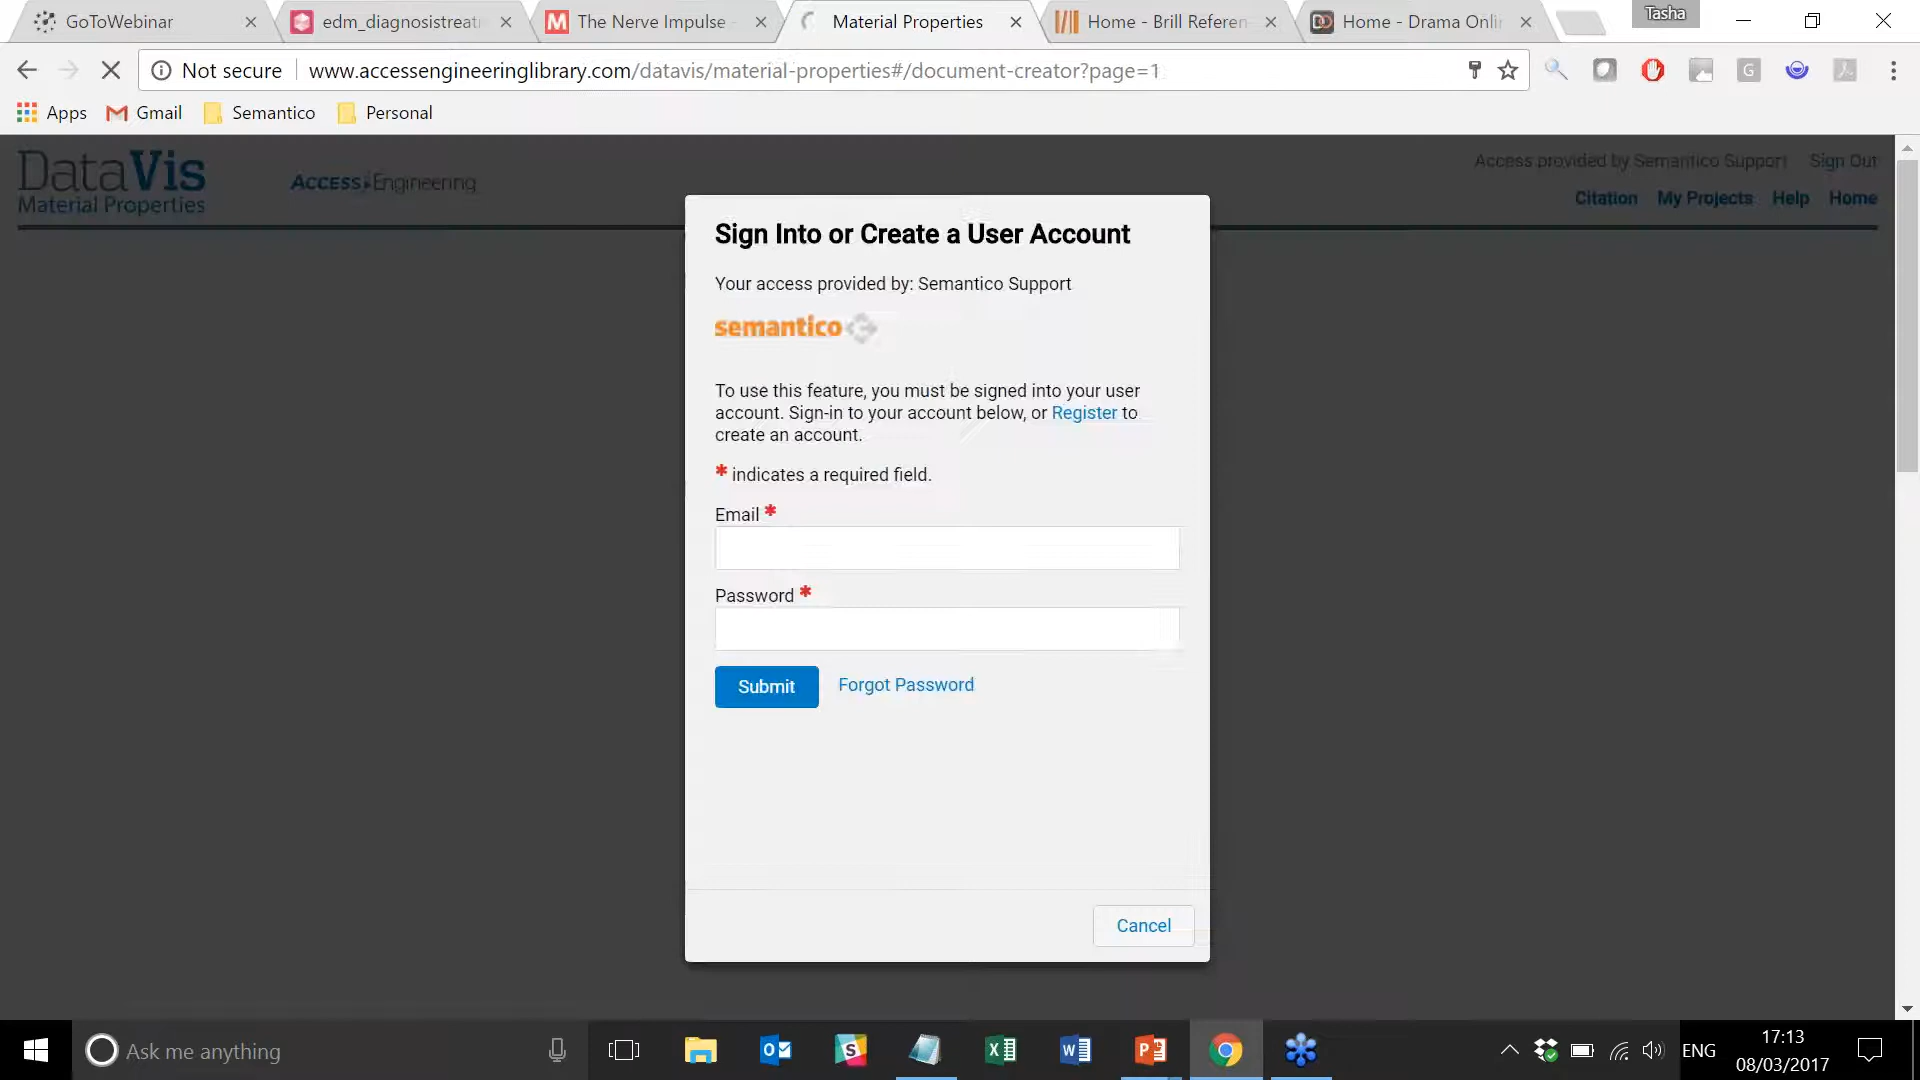 GoToWebinar
edm_diagnosistreat
The Nerve Impulse -
Material Properties
Home - Brill Referen
Home - Drama Onli
Tasha
Not secure
www.accessengineeringlibrary.com/datavis/material-properties#/document-creator?page=1
Apps
Gmail
Semantico
Personal
DataVis
Material Properties
Access Engineering
Access provided by Semantico Support
Sign Out
Citation
My Projects
Help
Home
Sign Into or Create a User Account
Your access provided by: Semantico Support
semantico
To use this feature, you must be signed into your user
account. Sign-in to your account below, or Register to
create an account.
* indicates a required field.
Email *
Password *
Submit
Forgot Password
Cancel
Ask me anything
ENG
17:13
08/03/2017